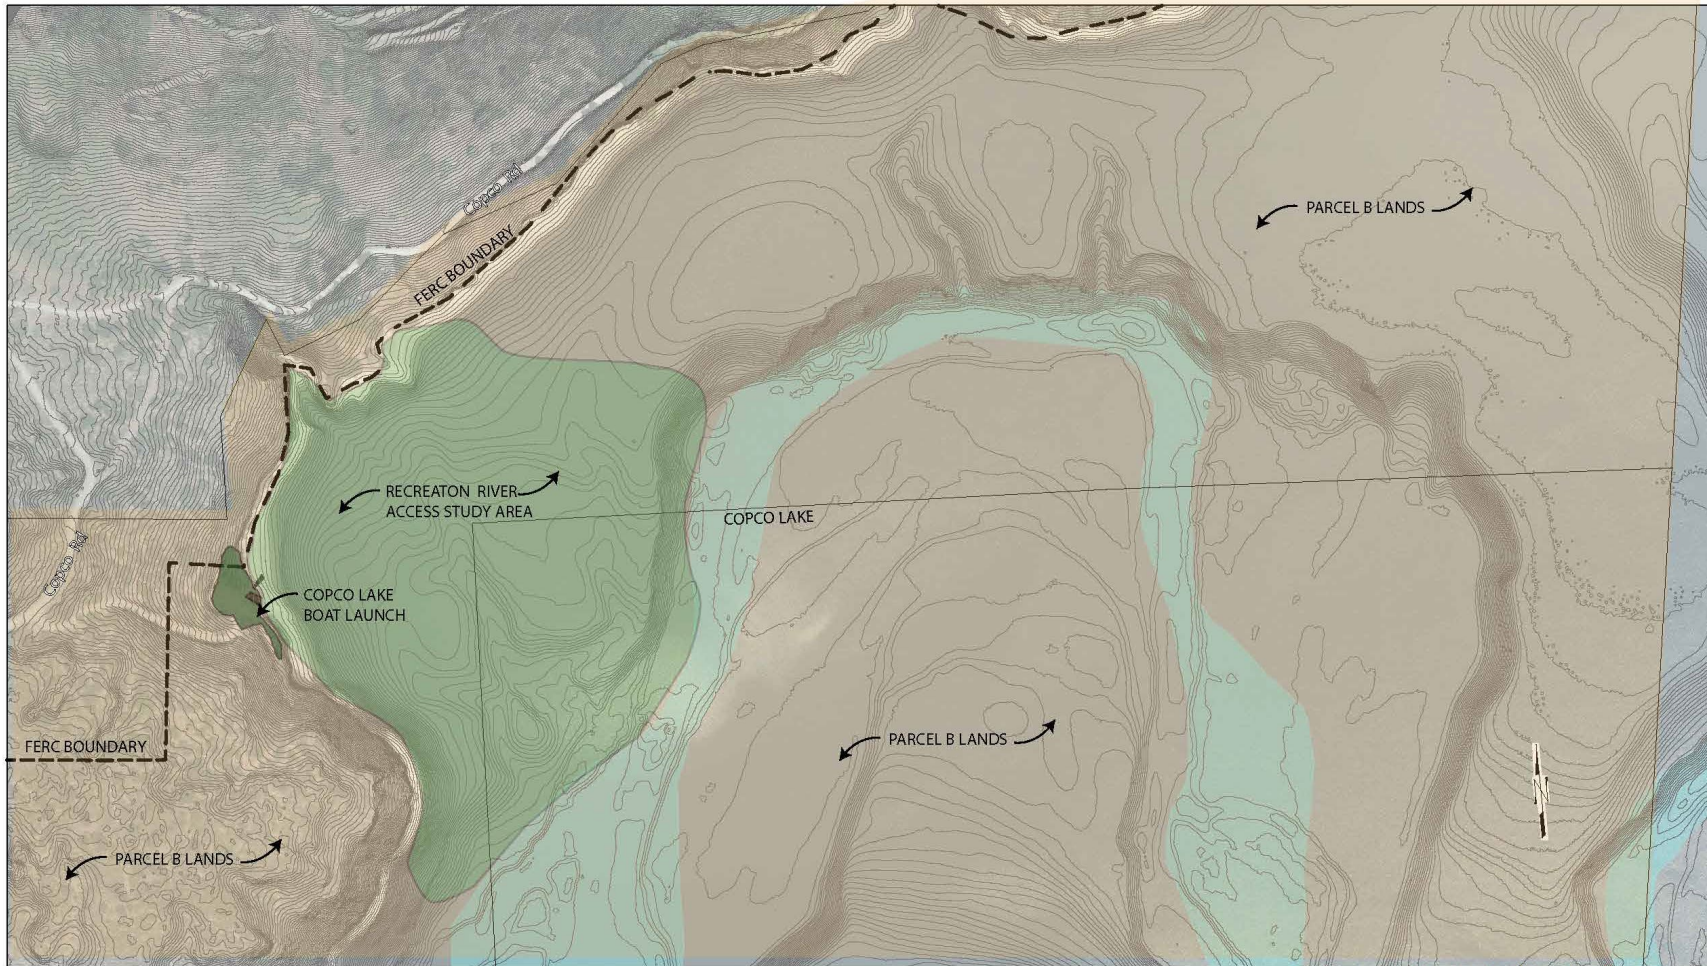 Copco Rd
PARCEL B LANDS
FERC BOUNDARY
RECREATON RIVER
ACCESS STUDY AREA
COPCO LAKE
Copco Rd
COPCO LAKE
BOAT LAUNCH
PARCEL B LANDS
FERC BOUNDARY
PARCEL B LANDS
N